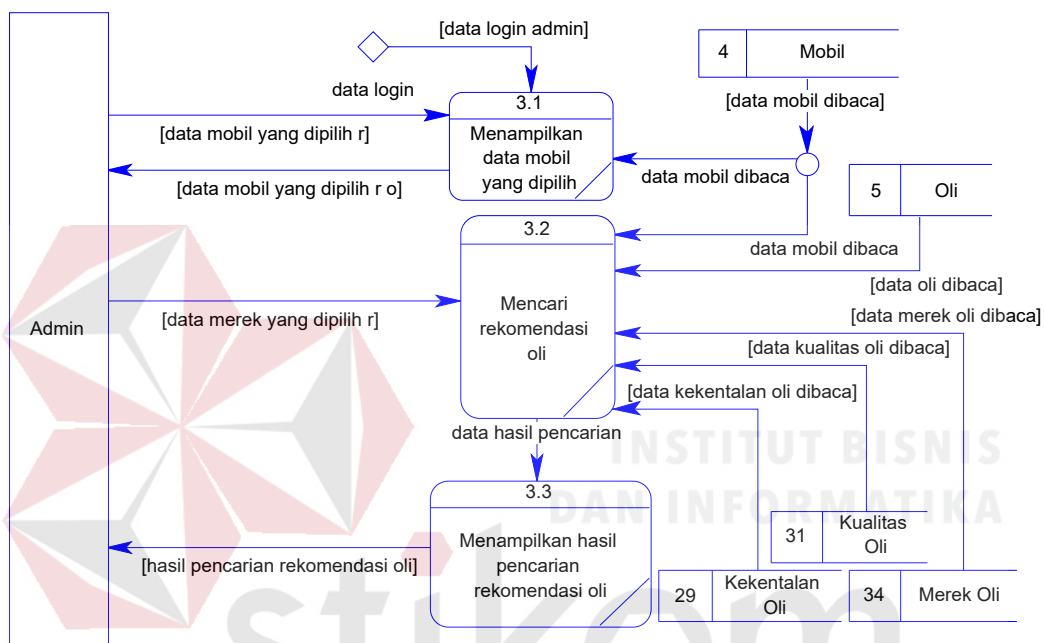 [data login admin]
4
Mobil
data login
3.1
[data mobil dibaca]
[data mobil yang dipilih r]
Menampilkan
data mobil
yang dipilih
[data mobil yang dipilih r o]
data mobil dibaca
5
Oli
3.2
data mobil dibaca
[data oli dibaca]
Mencari
rekomendasi
oli
[data merek yang dipilih r]
Admin
[data merek oli dibaca]
[data kualitas oli dibaca]
[data kekentalan oli dibaca]
data hasil pencarian
INSTITUT BISNIS
DAN INFORMATIKA
3.3
Menampilkan hasil
pencarian
rekomendasi oli
[hasil pencarian rekomendasi oli]
31
Kualitas
Oli
29
Kekentalan
Oli
34
Merek Oli
stikom